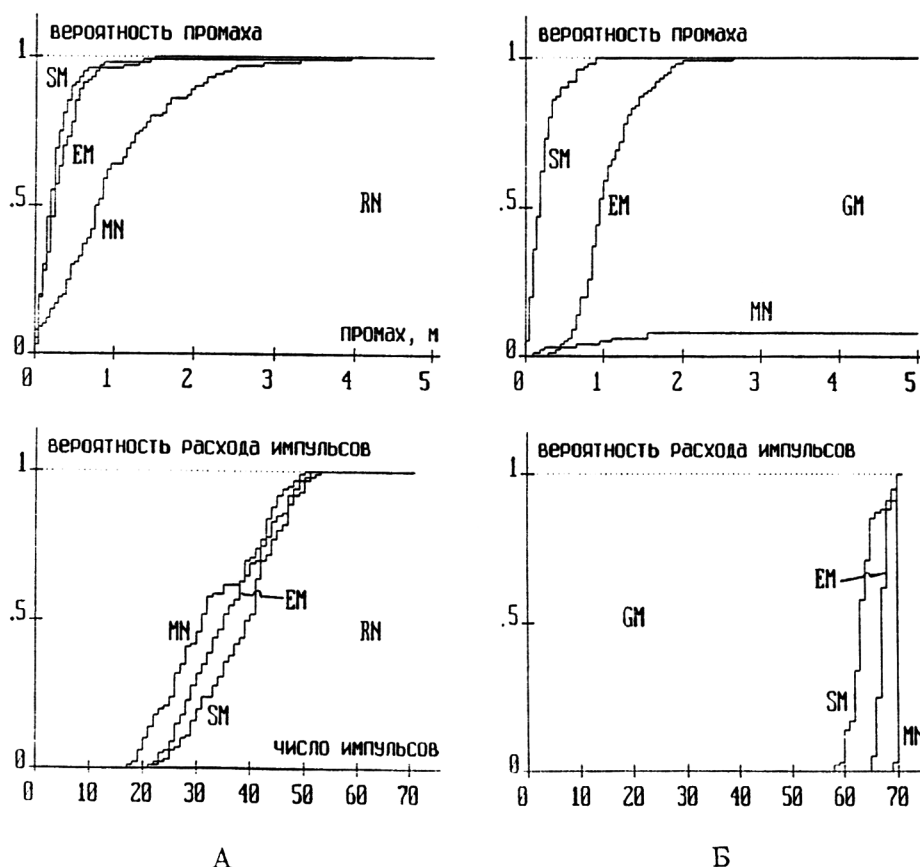 ВЕРОЯТНОСТЬ ПРОМАХА
1
SM
EM
.5
MN
RN
0
ПРОМАХ, М
0 1 2 3 4 5
ВЕРОЯТНОСТЬ ПРОМАХА
1
SM
.5
EM
GM
MN
0
0 1 2 3 4 5
ВЕРОЯТНОСТЬ РАСХОДА ИМПУЛЬСОВ
1
.5
MN
EM
RN
SM
ЧИСЛО ИМПУЛЬСОВ
0
0 10 20 30 40 50 60 70
А
ВЕРОЯТНОСТЬ РАСХОДА ИМПУЛЬСОВ
1
EM
.5
GM
SM
MN
0
0 10 20 30 40 50 60 70
Б